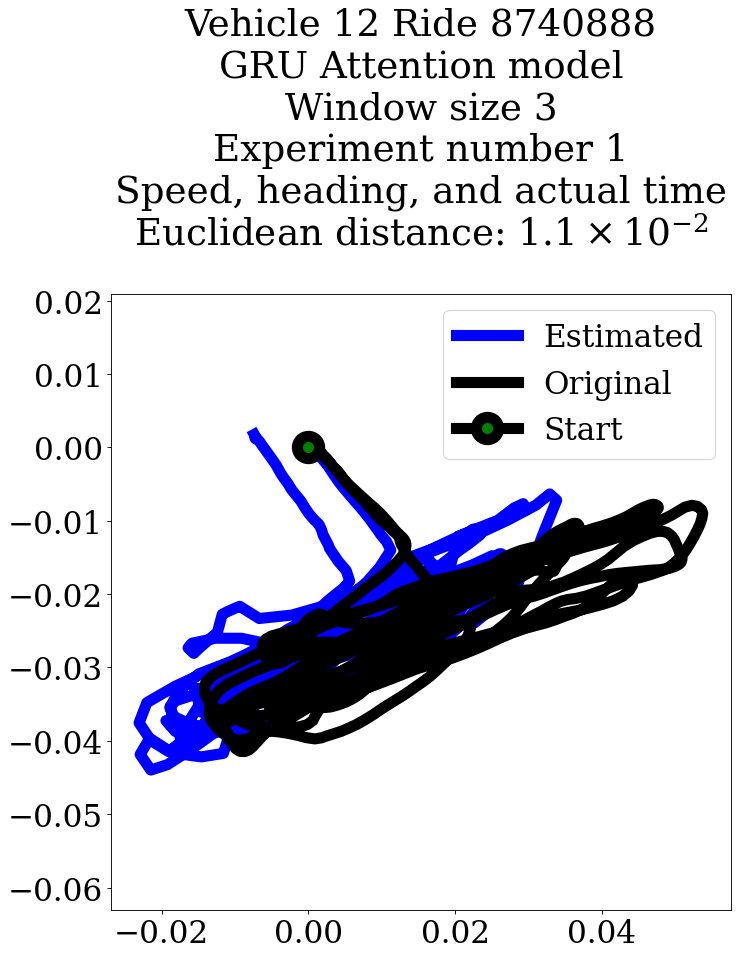 Vehicle 12 Ride 8740888
GRU Attention model
Window size 3
Experiment number 1
Speed, heading, and actual time
Euclidean distance: 1.1 × 10⁻²
0.02
0.01
0.00
−0.01
−0.02
−0.03
−0.04
−0.05
−0.06
Estimated
Original
Start
−0.02 0.00 0.02 0.04